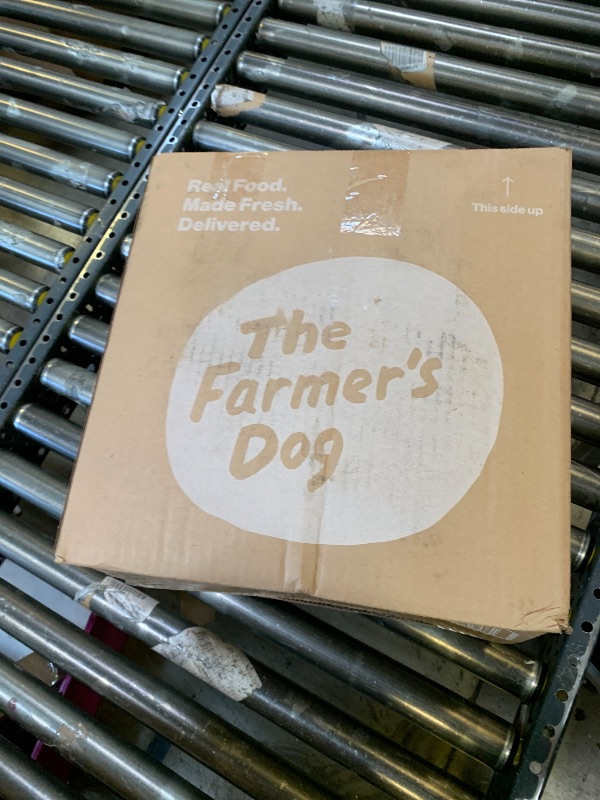 Real Food.
Made Fresh.
Delivered.
This side up
The
Farmer's
Dog